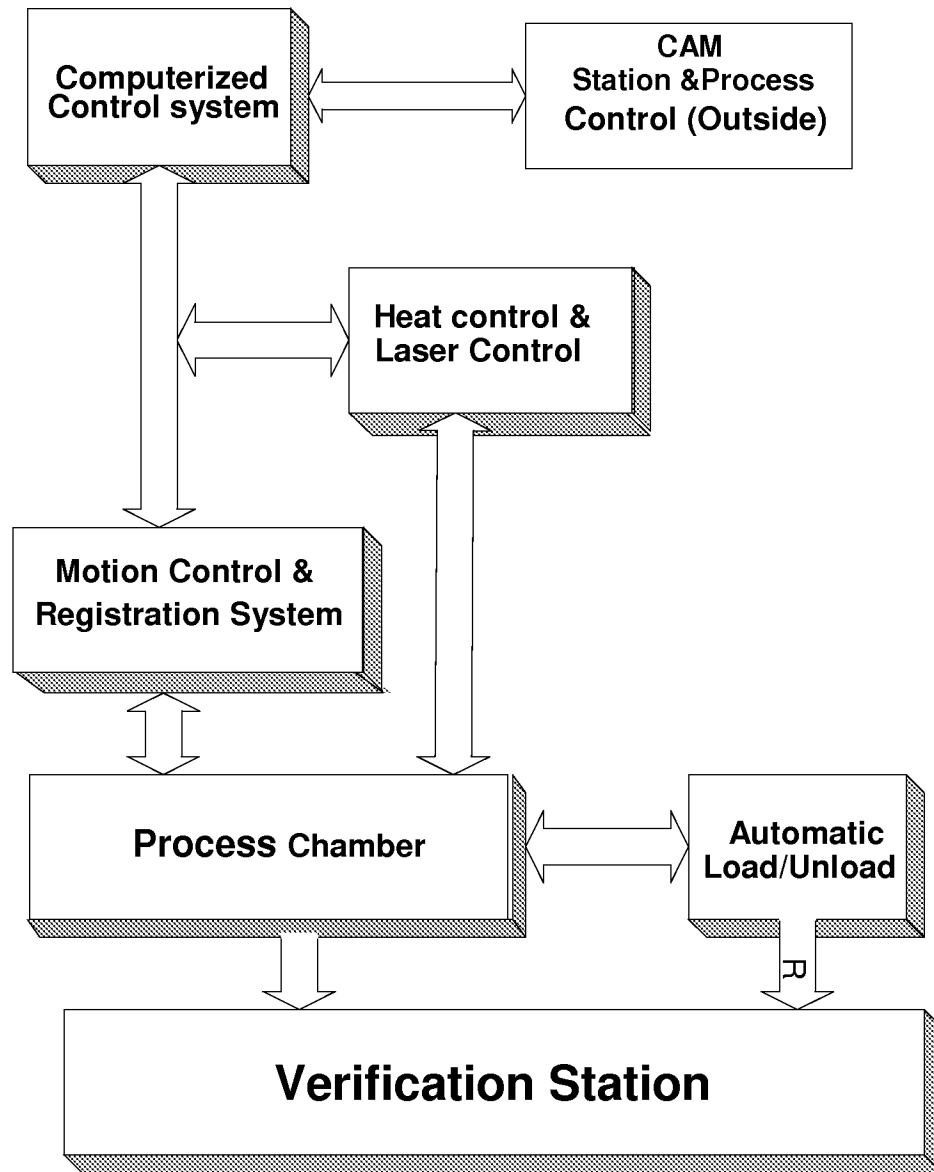 Computerized
Control system
CAM
Station &Process
Control (Outside)
Heat control &
Laser Control
Motion Control &
Registration System
Process Chamber
Automatic
Load/Unload
R
Verification Station